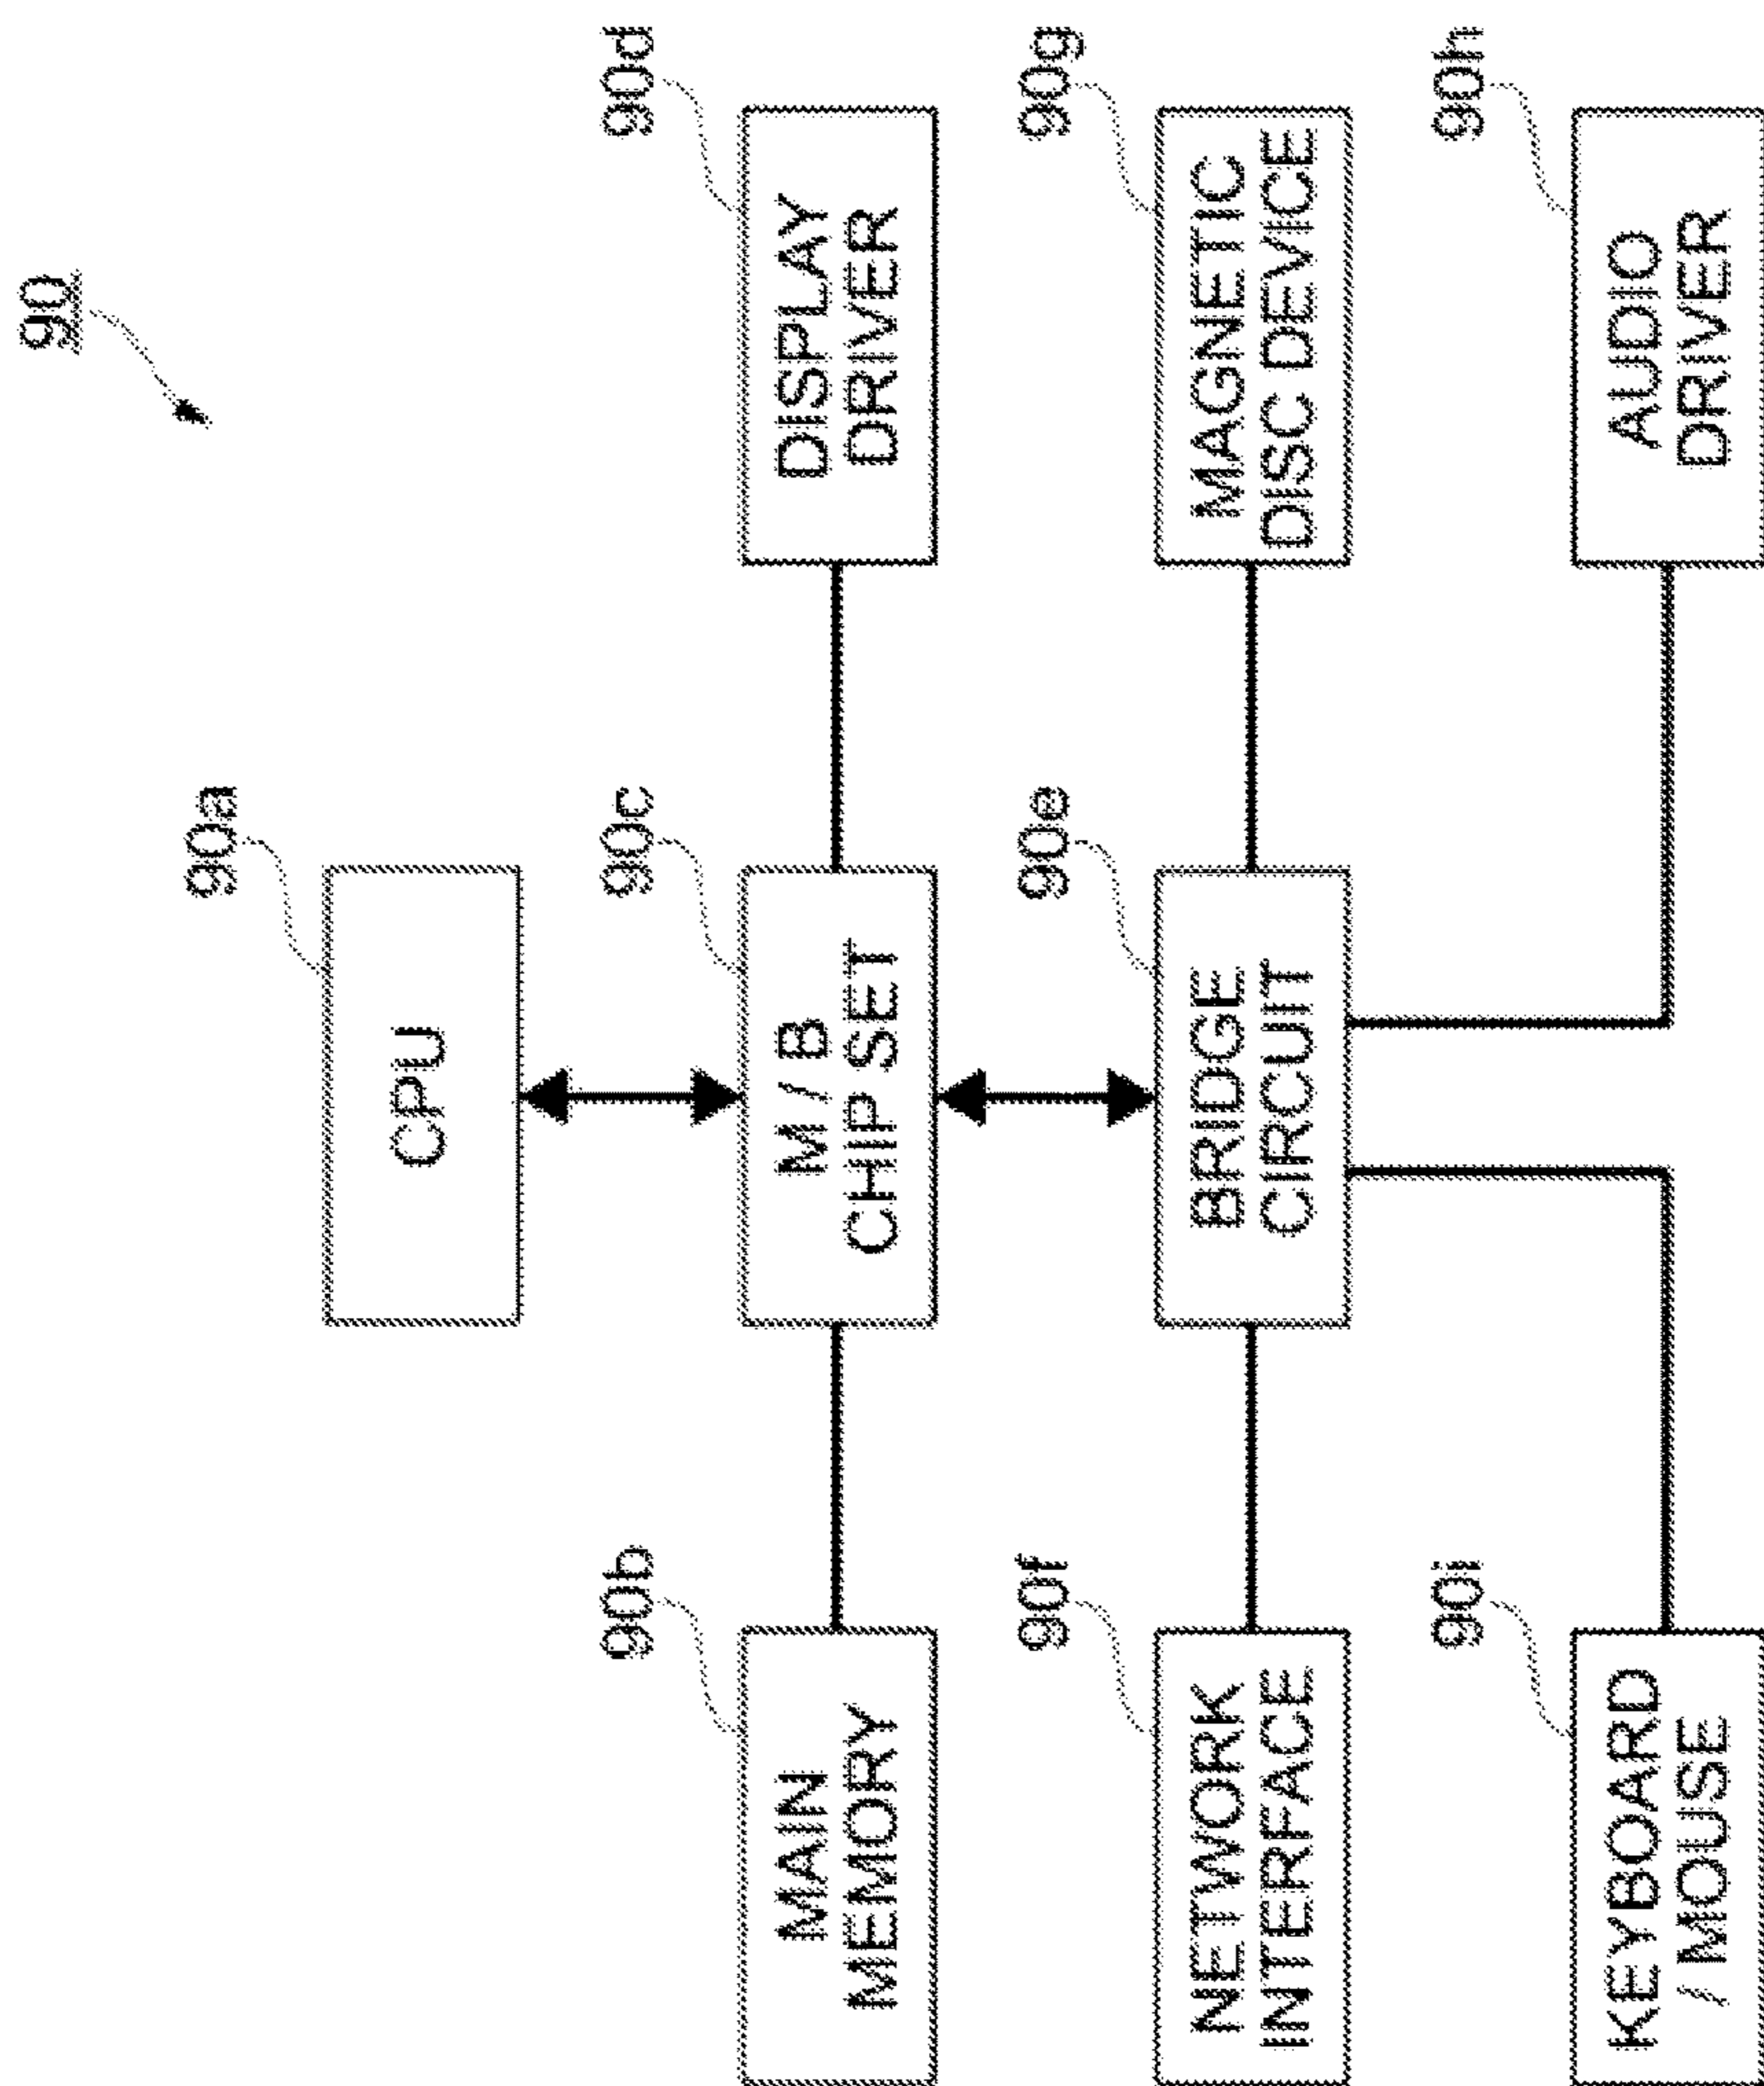 90
90a
CPU
90b
MAIN
MEMORY
90c
M / B
CHIP SET
90d
DISPLAY
DRIVER
90f
NETWORK
INTERFACE
90e
BRIDGE
CIRCUIT
90g
MAGNETIC
DISC DEVICE
90i
KEYBOARD
/ MOUSE
90h
AUDIO
DRIVER